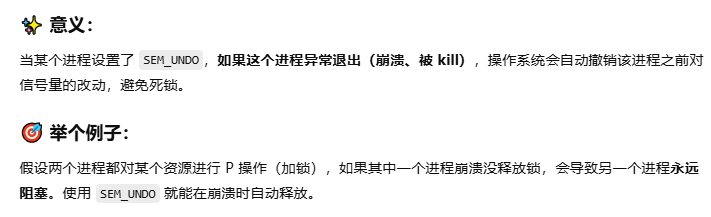 ✨ 意义：
当某个进程设置了 SEM_UNDO，如果这个进程异常退出（崩溃、被 kill），操作系统会自动撤销该进程之前对
信号量的改动，避免死锁。
🎯 举个例子：
假设两个进程都对某个资源进行 P 操作（加锁），如果其中一个进程崩溃没释放锁，会导致另一个进程永远
阻塞。使用 SEM_UNDO 就能在崩溃时自动释放。